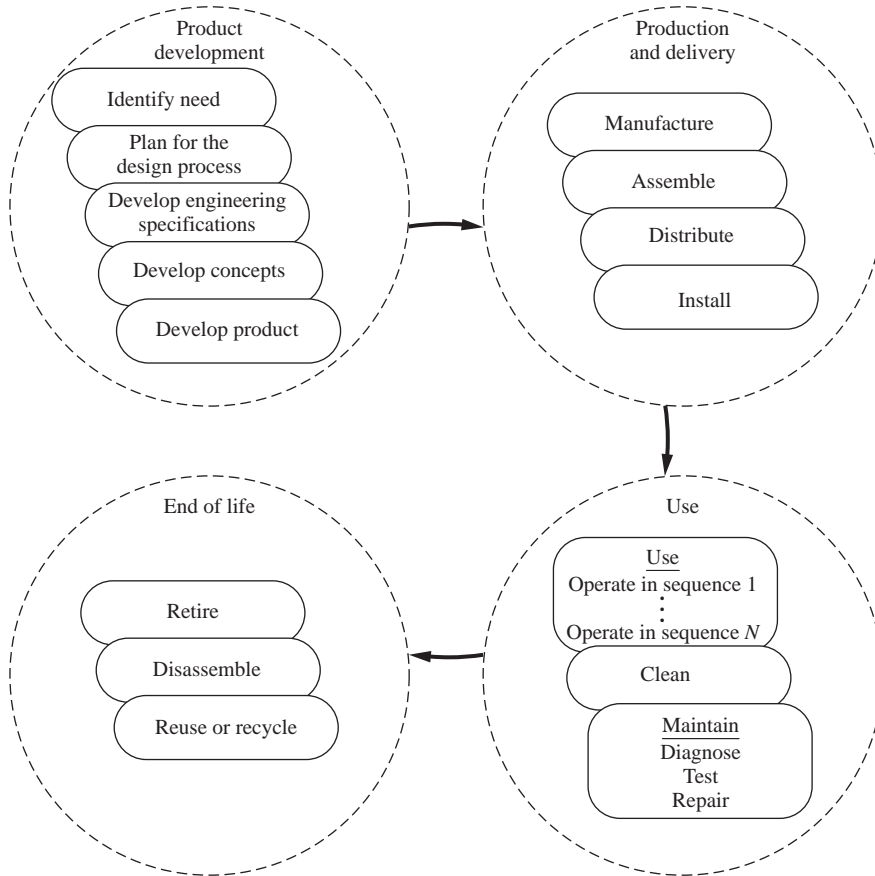 Product
development
Identify need
Plan for the
design process
Develop engineering
specifications
Develop concepts
Develop product
Production
and delivery
Manufacture
Assemble
Distribute
Install
Use
Use
Operate in sequence 1
Operate in sequence N
Clean
Maintain
Diagnose
Test
Repair
End of life
Retire
Disassemble
Reuse or recycle